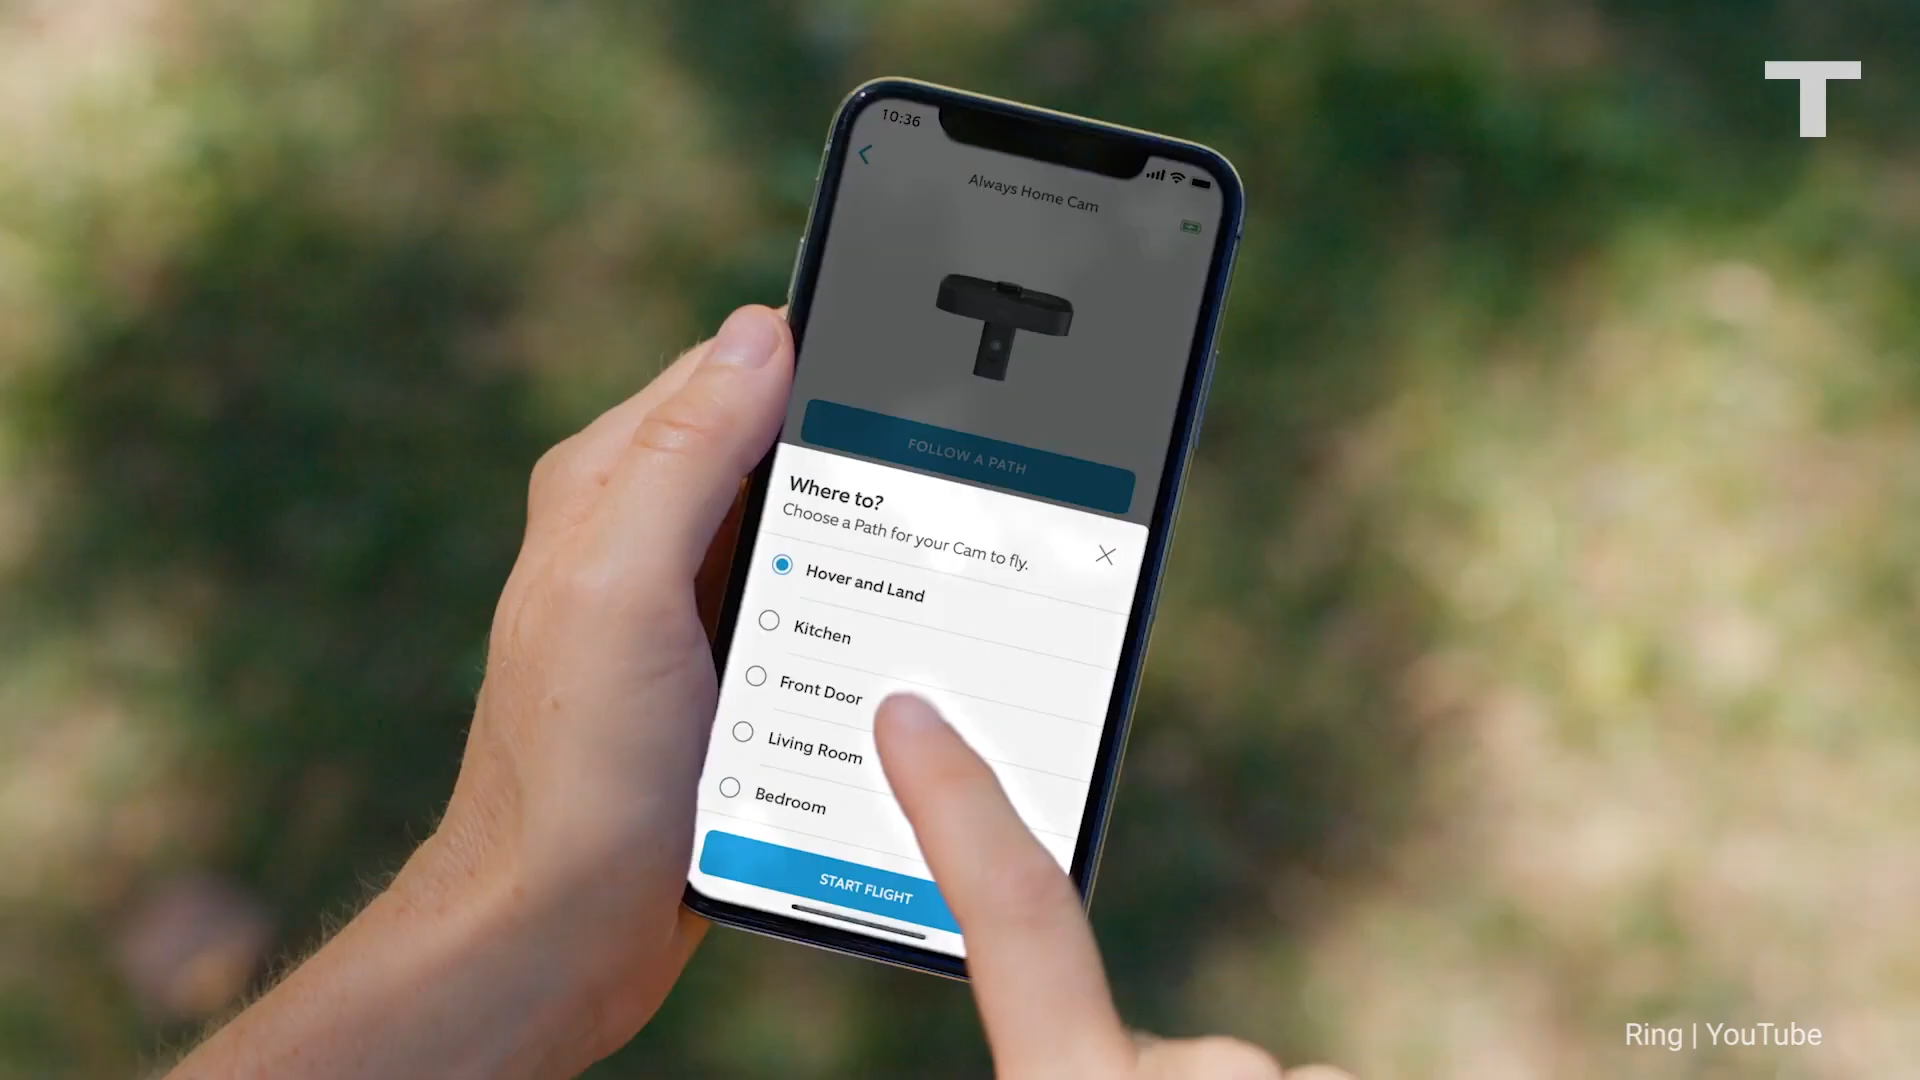 T
10:36
Always Home Cam
FOLLOW A PATH
Where to?
Choose a Path for your Cam to fly.
Hover and Land
Kitchen
Front Door
Living Room
Bedroom
START FLIGHT
Ring | YouTube